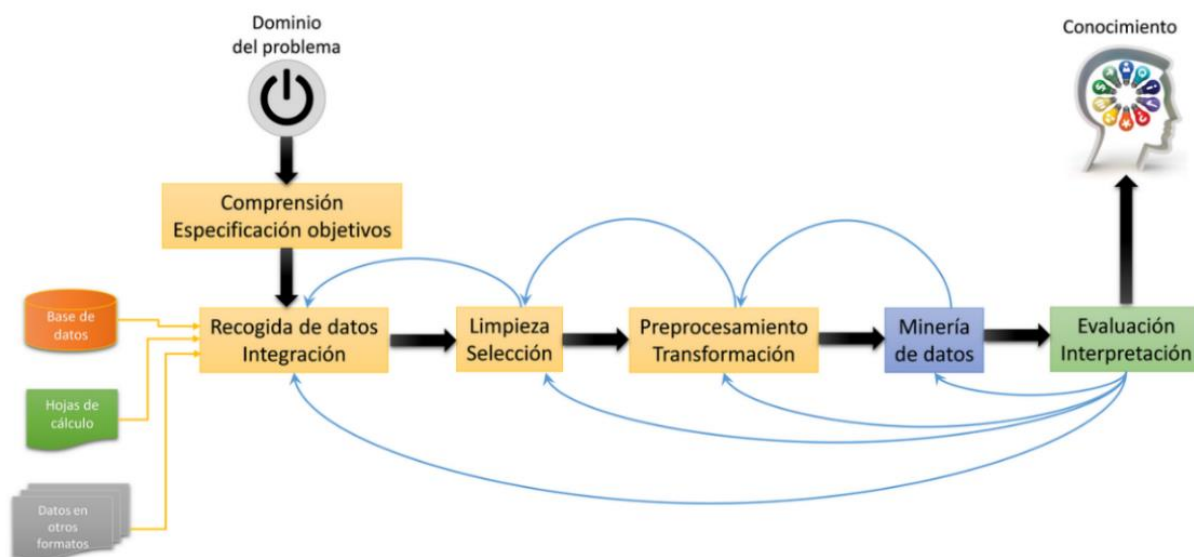 Dominio
del problema
Conocimiento
Comprensión
Especificación objetivos
Base de
datos
Recogida de datos
Integración
Limpieza
Selección
Preprocesamiento
Transformación
Minería
de datos
Evaluación
Interpretación
Hojas de
cálculo
Datos en
otros
formatos